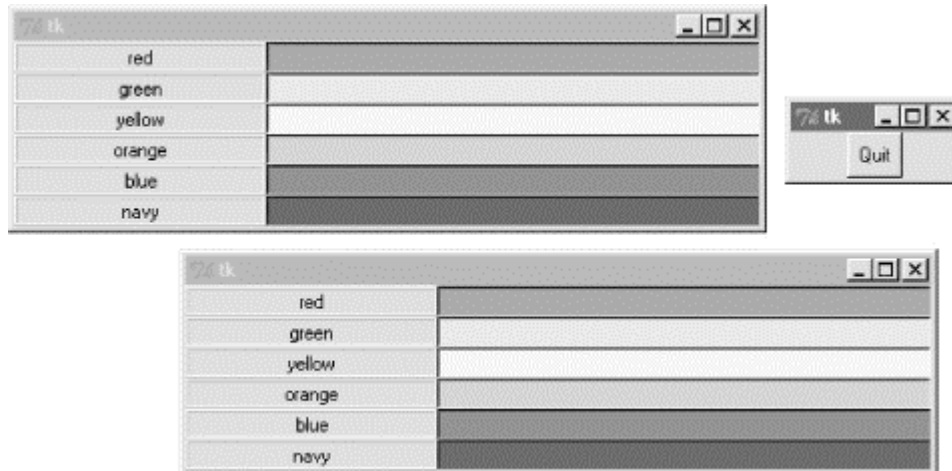 tk
red
green
yellow
orange
blue
navy
tk
Quit
tk
red
green
yellow
orange
blue
navy